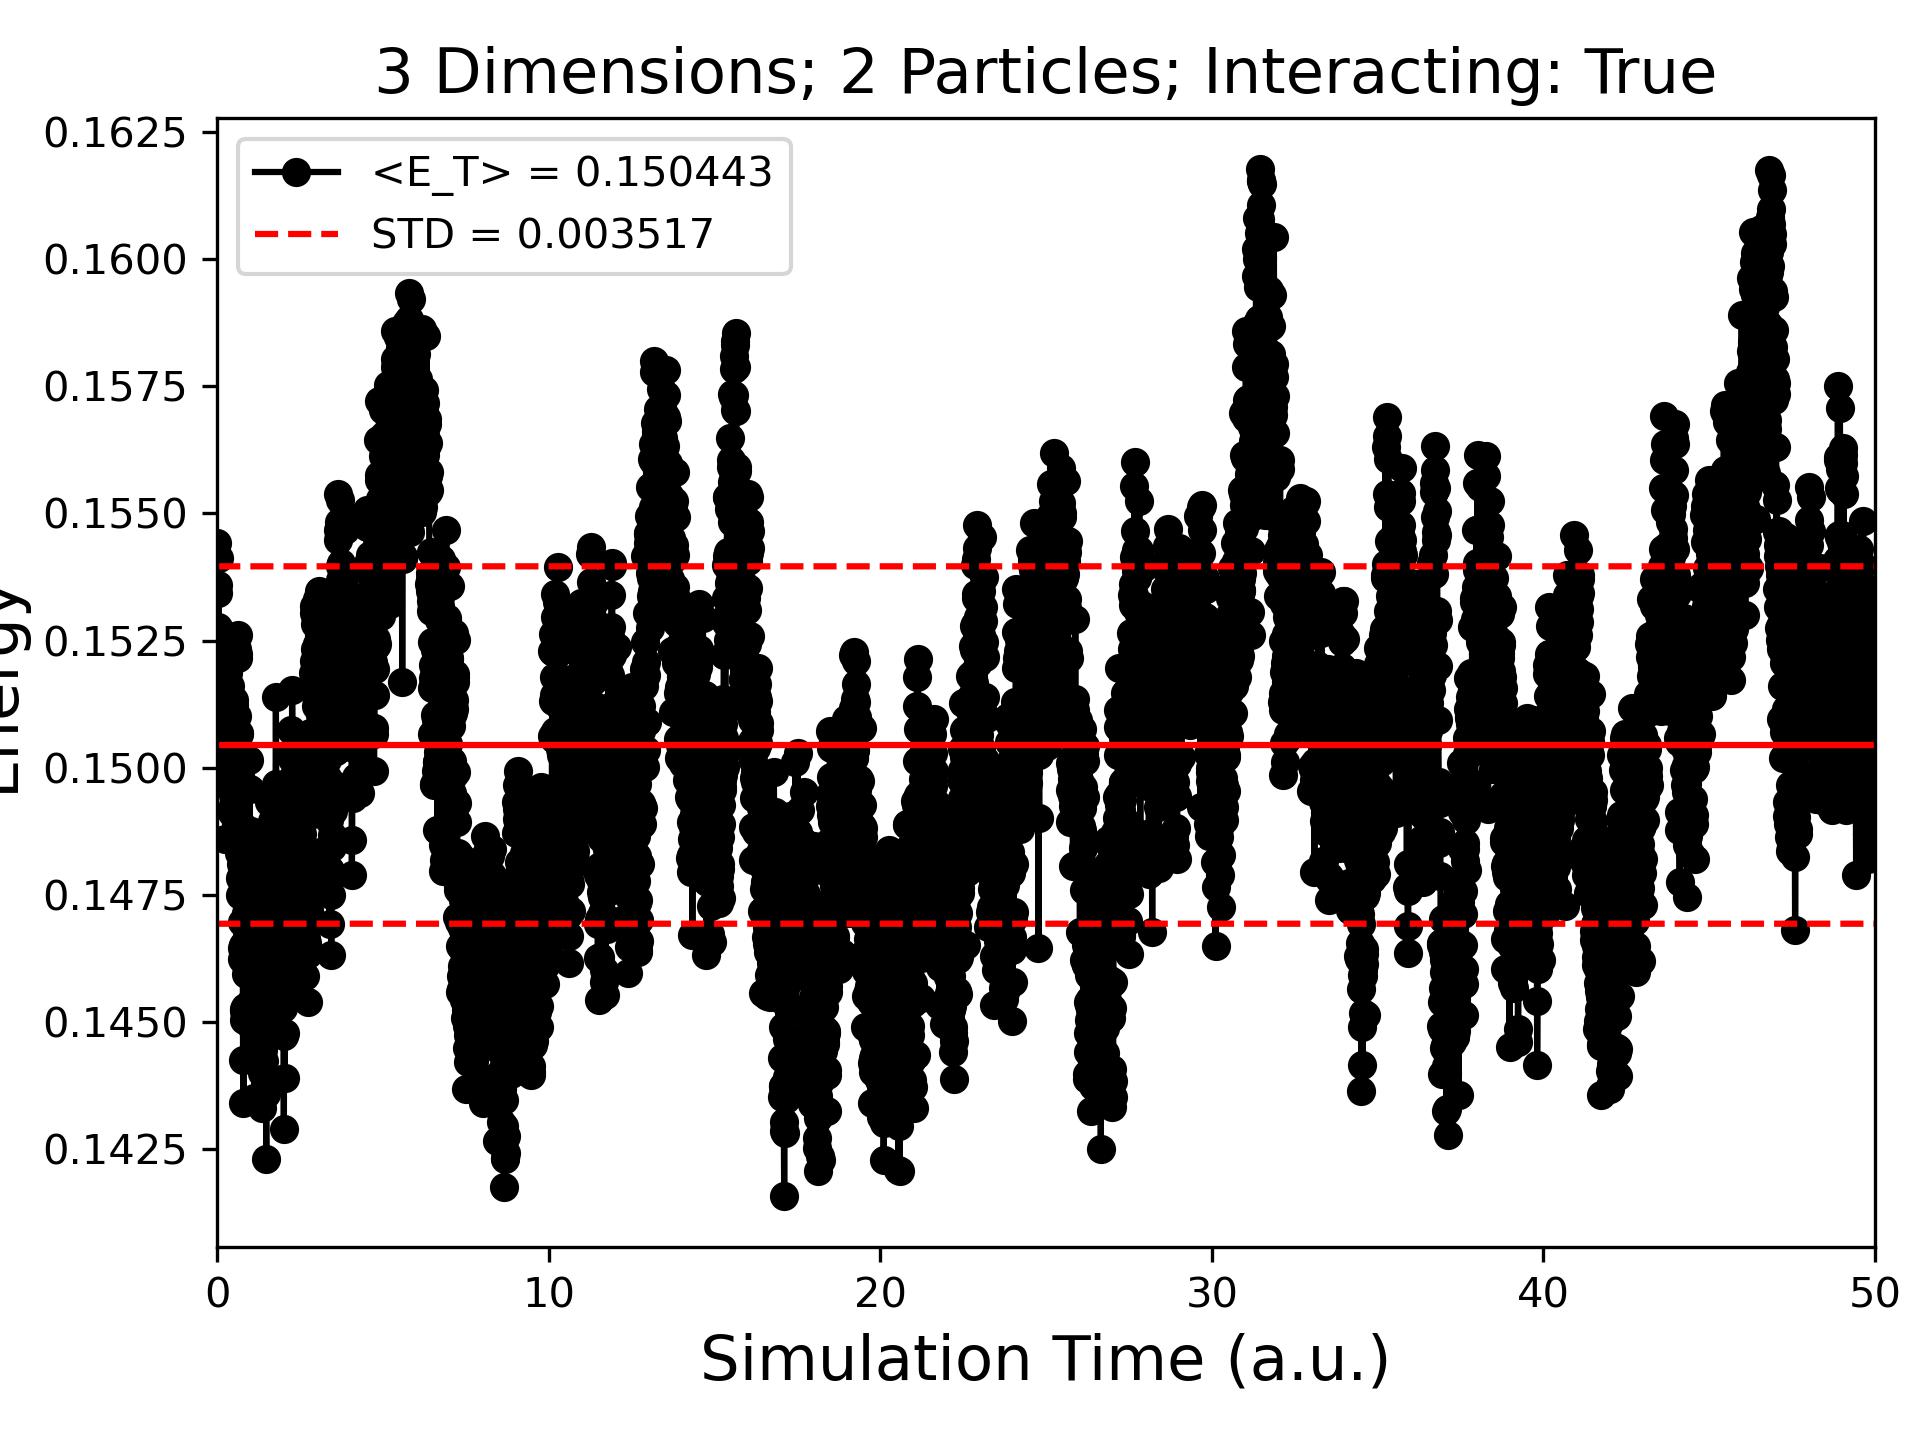 3 Dimensions; 2 Particles; Interacting: True
<E_T> = 0.150443
STD = 0.003517
Energy
0.1625
0.1600
0.1575
0.1550
0.1525
0.1500
0.1475
0.1450
0.1425
0 10 20 30 40 50
Simulation Time (a.u.)